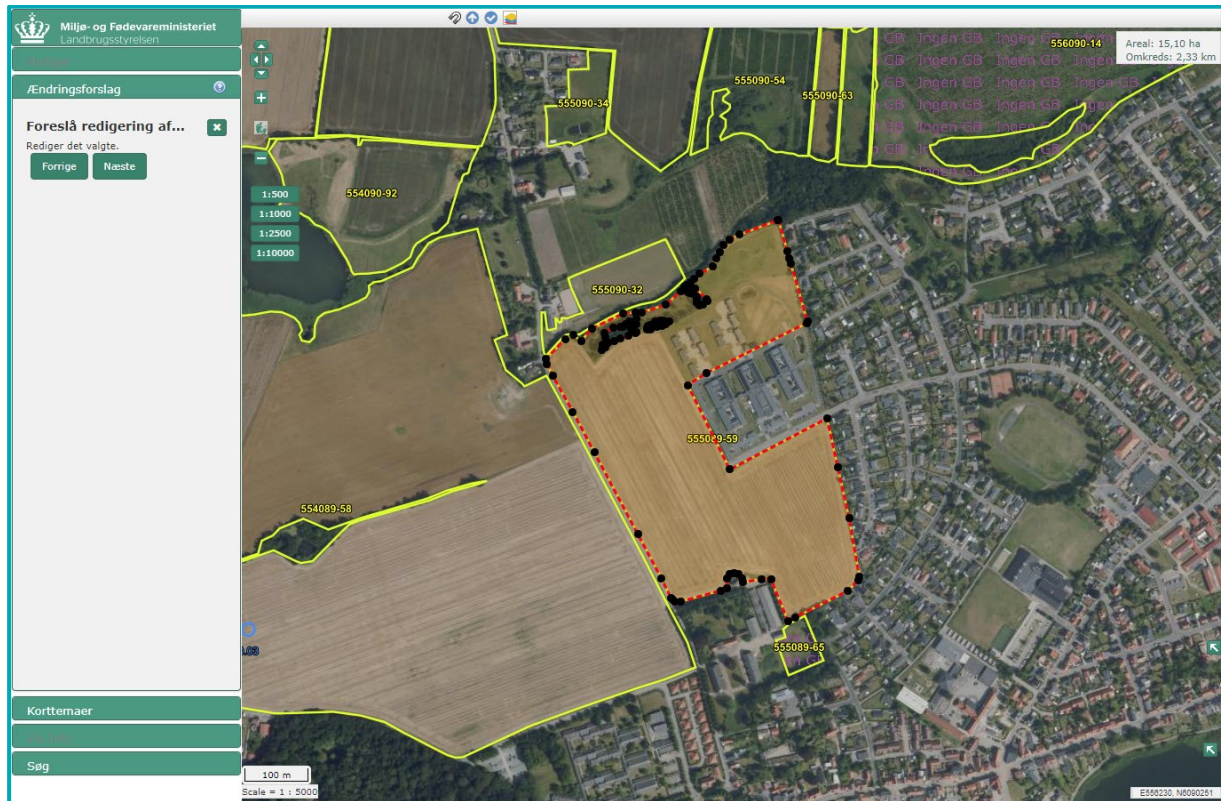 Miljø- og Fødevareministeriet
Landbrugsstyrelsen
Ændringsforslag
Foreslå redigering af...
Rediger det valgte.
Forrige
Næste
1:500
1:1000
1:2500
1:10000
Areal: 15,10 ha
Omkreds: 2,33 km
556090-14
555090-54
555090-63
555090-34
554090-92
555090-32
555089-59
554089-58
555089-65
Ingen GB
Korttemaer
Søg
100 m
Scale = 1 : 5000